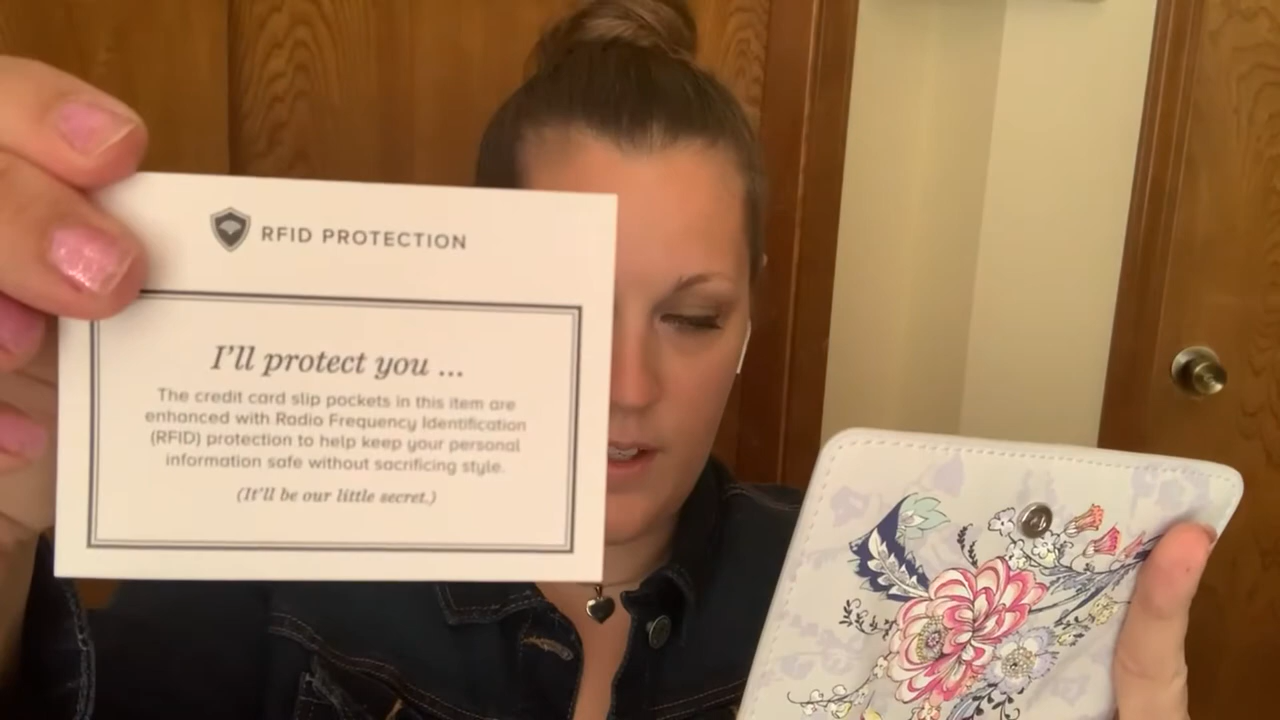 RFID PROTECTION
I'll protect you ...
The credit card slip pockets in this item are
enhanced with Radio Frequency Identification
(RFID) protection to help keep your personal
information safe without sacrificing style.
(It'll be our little secret.)